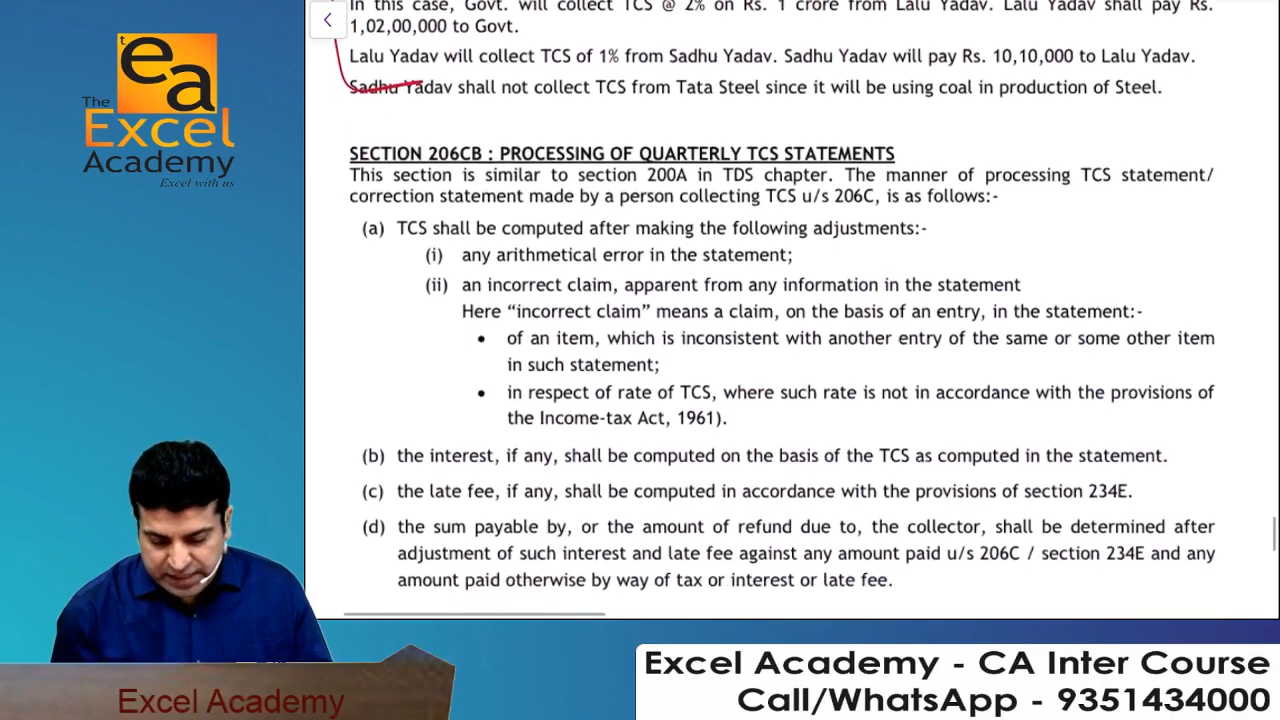 In this case, Govt. will collect TCS @ 2% on Rs. 1 crore from Lalu Yadav. Lalu Yadav shall pay Rs.
1,02,00,000 to Govt.
Lalu Yadav will collect TCS of 1% from Sadhu Yadav. Sadhu Yadav will pay Rs. 10,10,000 to Lalu Yadav.
Sadhu Yadav shall not collect TCS from Tata Steel since it will be using coal in production of Steel.
t
ea
The
Excel
Academy
Excel with us
SECTION 206CB : PROCESSING OF QUARTERLY TCS STATEMENTS
This section is similar to section 200A in TDS chapter. The manner of processing TCS statement/
correction statement made by a person collecting TCS u/s 206C, is as follows:-
(a) TCS shall be computed after making the following adjustments:-
(i) any arithmetical error in the statement;
(ii) an incorrect claim, apparent from any information in the statement
Here “incorrect claim” means a claim, on the basis of an entry, in the statement:-
• of an item, which is inconsistent with another entry of the same or some other item
in such statement;
• in respect of rate of TCS, where such rate is not in accordance with the provisions of
the Income-tax Act, 1961).
(b) the interest, if any, shall be computed on the basis of the TCS as computed in the statement.
(c) the late fee, if any, shall be computed in accordance with the provisions of section 234E.
(d) the sum payable by, or the amount of refund due to, the collector, shall be determined after
adjustment of such interest and late fee against any amount paid u/s 206C / section 234E and any
amount paid otherwise by way of tax or interest or late fee.
Excel Academy
Excel Academy - CA Inter Course
Call/WhatsApp - 9351434000